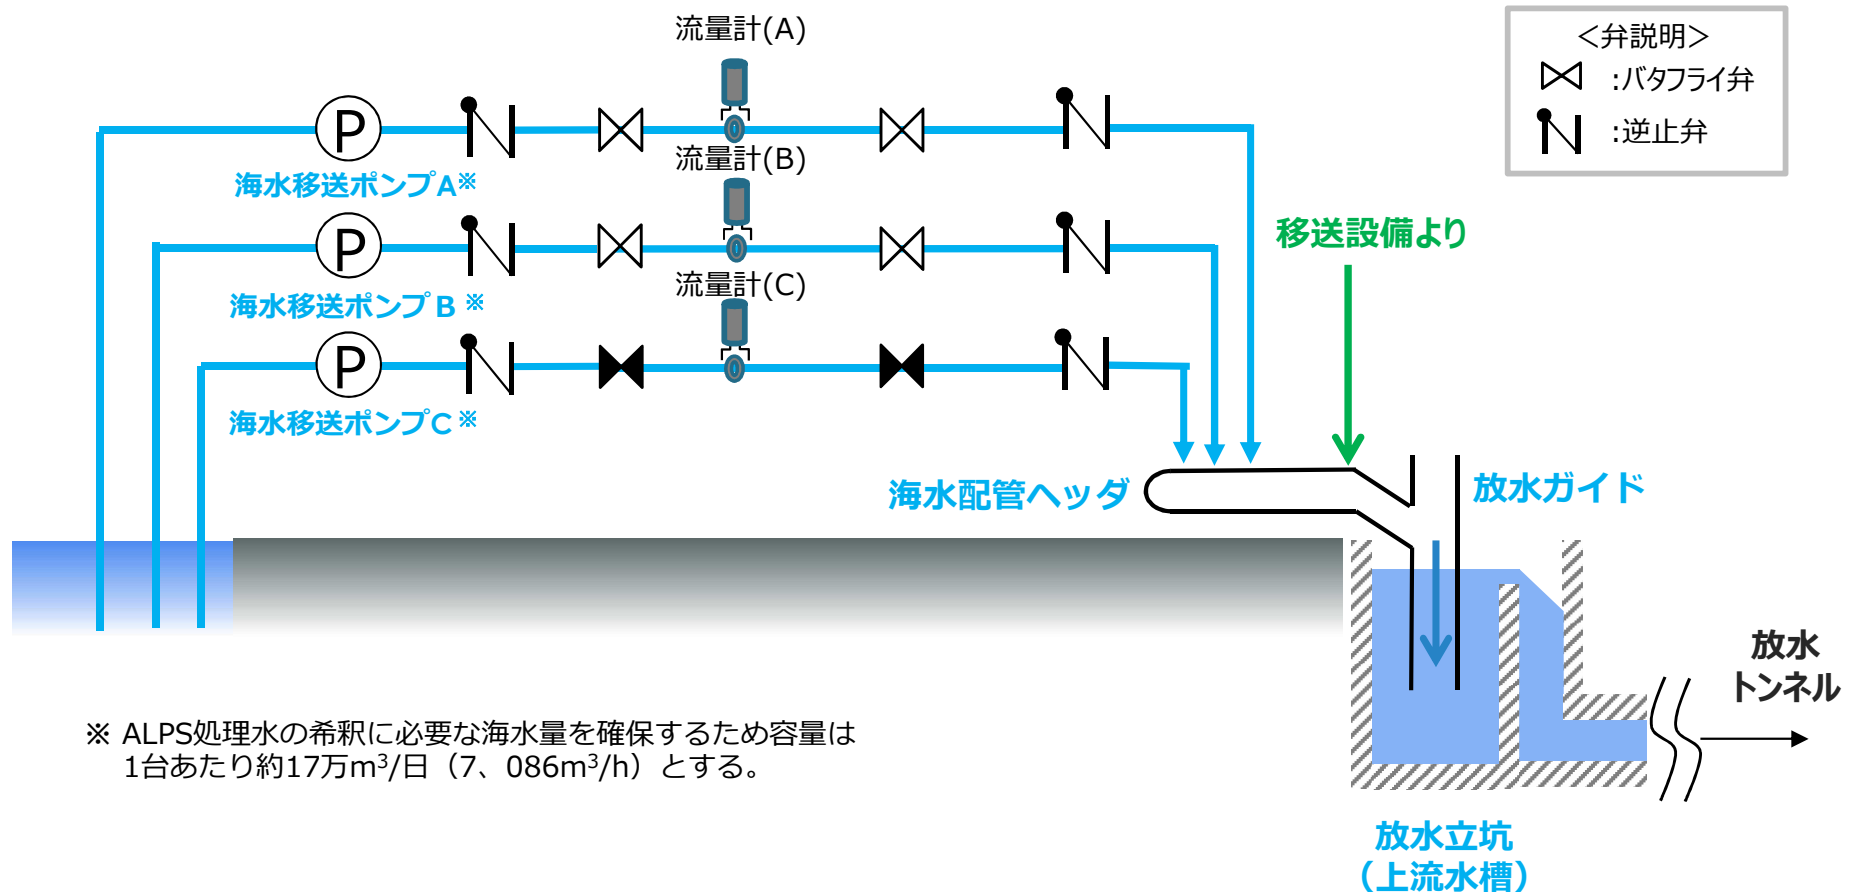 流量計(A)
<弁説明>
:バタフライ弁
:逆止弁
P
海水移送ポンプA※
流量計(B)
P
海水移送ポンプB※
流量計(C)
P
海水移送ポンプC※
移送設備より
海水配管ヘッダ
放水ガイド
放水
トンネル
※ ALPS処理水の希釈に必要な海水量を確保するため容量は
1台あたり約17万m³/日（7、086m³/h）とする。
放水立坑
（上流水槽）